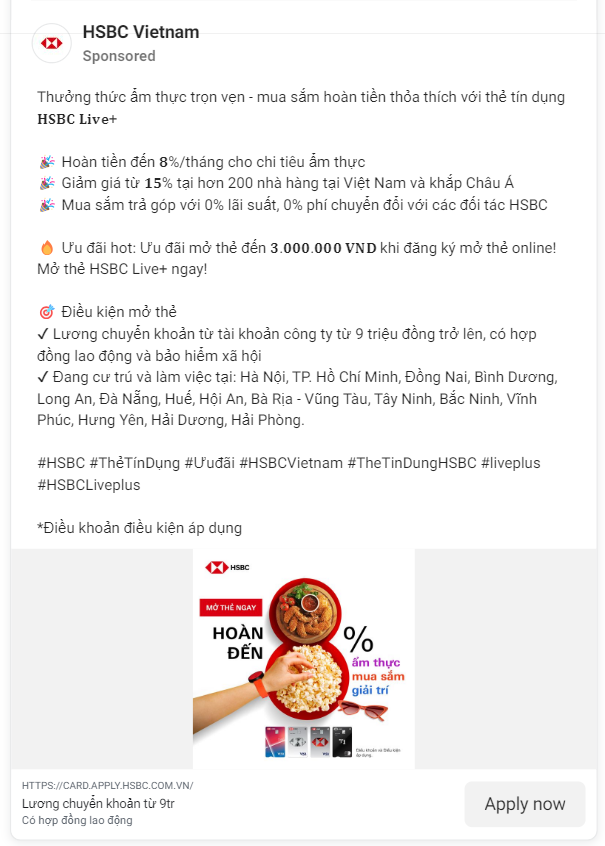 HSBC Vietnam
Sponsored
Thưởng thức ẩm thực trọn vẹn - mua sắm hoàn tiền thỏa thích với thẻ tín dụng
HSBC Live+
🎉 Hoàn tiền đến 8%/tháng cho chi tiêu ẩm thực
🎉 Giảm giá từ 15% tại hơn 200 nhà hàng tại Việt Nam và khắp Châu Á
🎉 Mua sắm trả góp với 0% lãi suất, 0% phí chuyển đổi với các đối tác HSBC
🔥 Ưu đãi hot: Ưu đãi mở thẻ đến 3.000.000 VND khi đăng ký mở thẻ online!
Mở thẻ HSBC Live+ ngay!
🎯 Điều kiện mở thẻ
✓ Lương chuyển khoản từ tài khoản công ty từ 9 triệu đồng trở lên, có hợp
đồng lao động và bảo hiểm xã hội
✓ Đang cư trú và làm việc tại: Hà Nội, TP. Hồ Chí Minh, Đồng Nai, Bình Dương,
Long An, Đà Nẵng, Huế, Hội An, Bà Rịa - Vũng Tàu, Tây Ninh, Bắc Ninh, Vĩnh
Phúc, Hưng Yên, Hải Dương, Hải Phòng.
#HSBC #ThẻTínDụng #Ưuđãi #HSBCVietnam #TheTinDungHSBC #liveplus
#HSBCLiveplus
*Điều khoản điều kiện áp dụng
HSBC
MỞ THẺ NGAY
HOÀN
ĐẾN
%
ẩm thực
mua sắm
giải trí
Điều khoản và Điều kiện
áp dụng.
HTTPS://CARD.APPLY.HSBC.COM.VN/
Lương chuyển khoản từ 9tr
Có hợp đồng lao động
Apply now